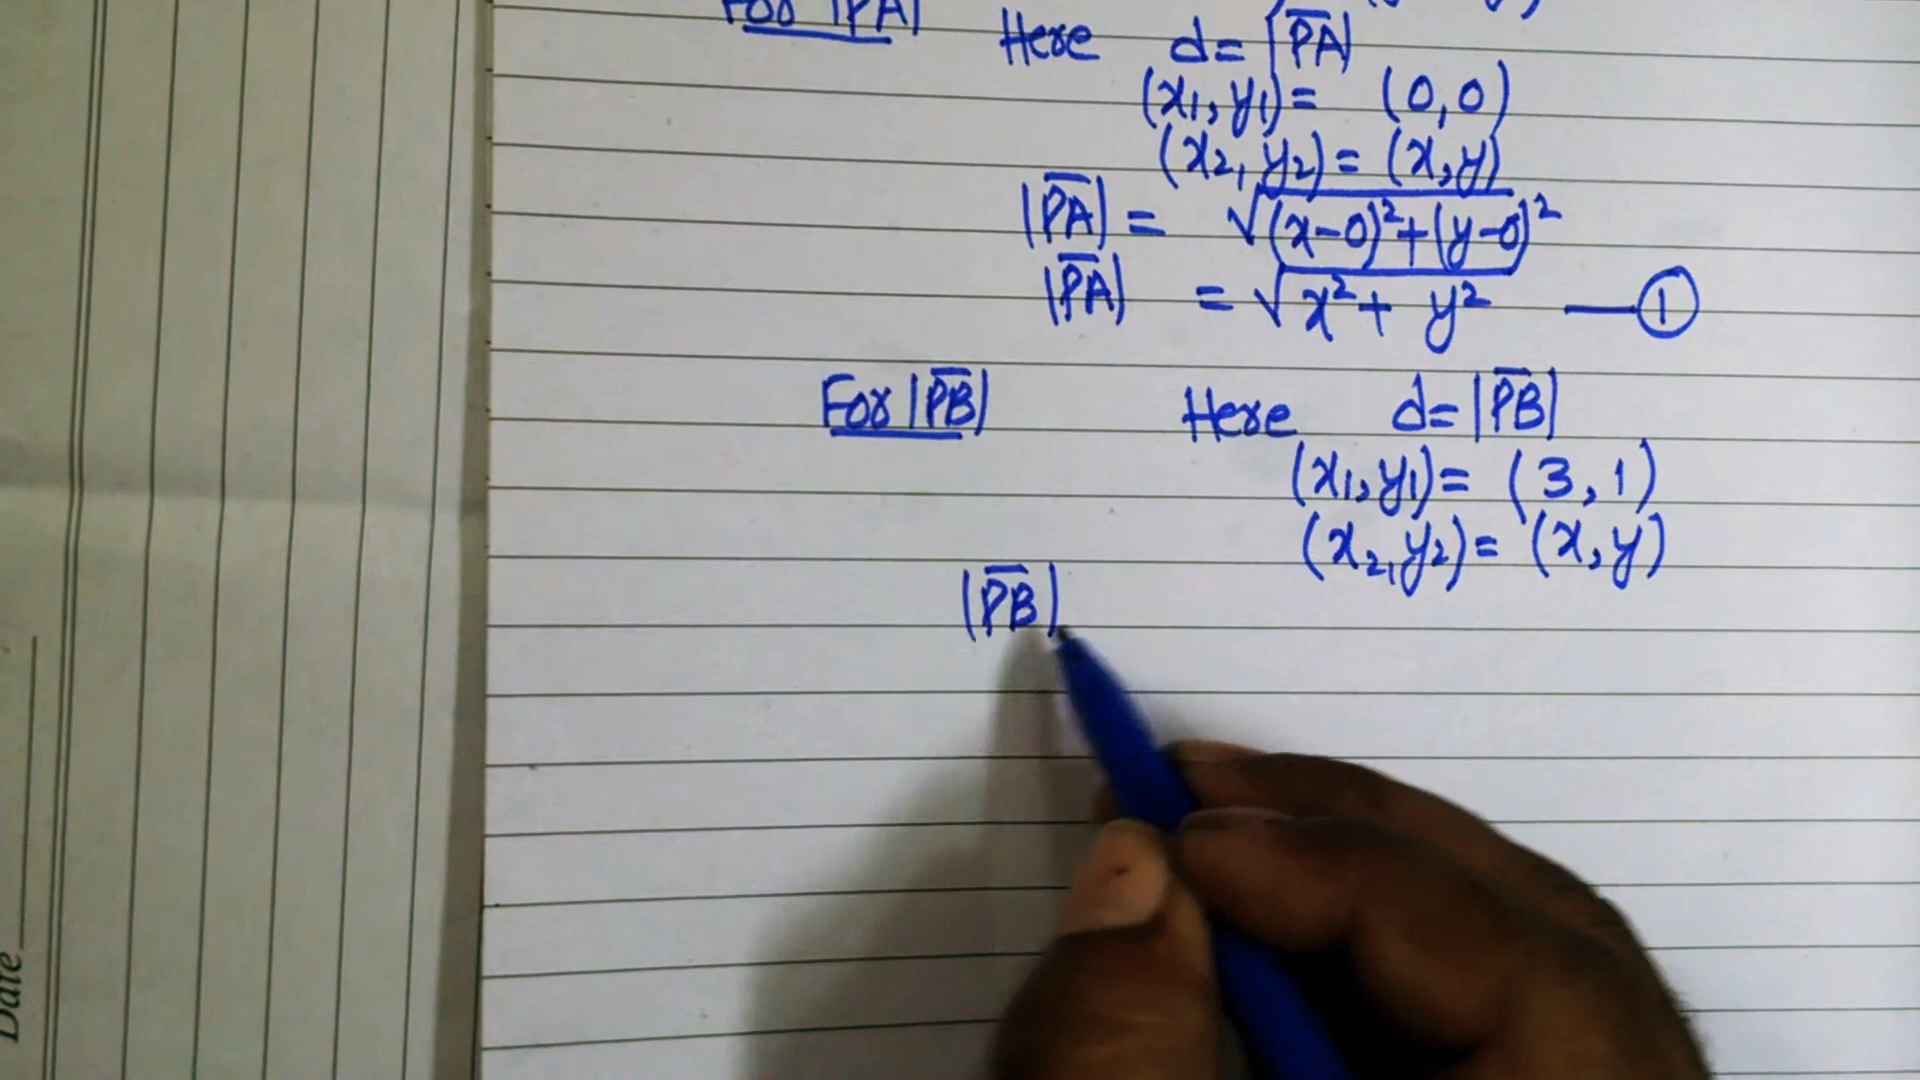 For |PA|
Here d= |PA|
(x₁, y₁)= (0,0)
(x₂, y₂)= (x,y)
|PA| = √(x-0)²+(y-0)²
|PA| = √x²+ y² —①
For |PB| Here d= |PB|
(x₁, y₁)= (3, 1)
(x₂, y₂)= (x, y)
|PB|
Date